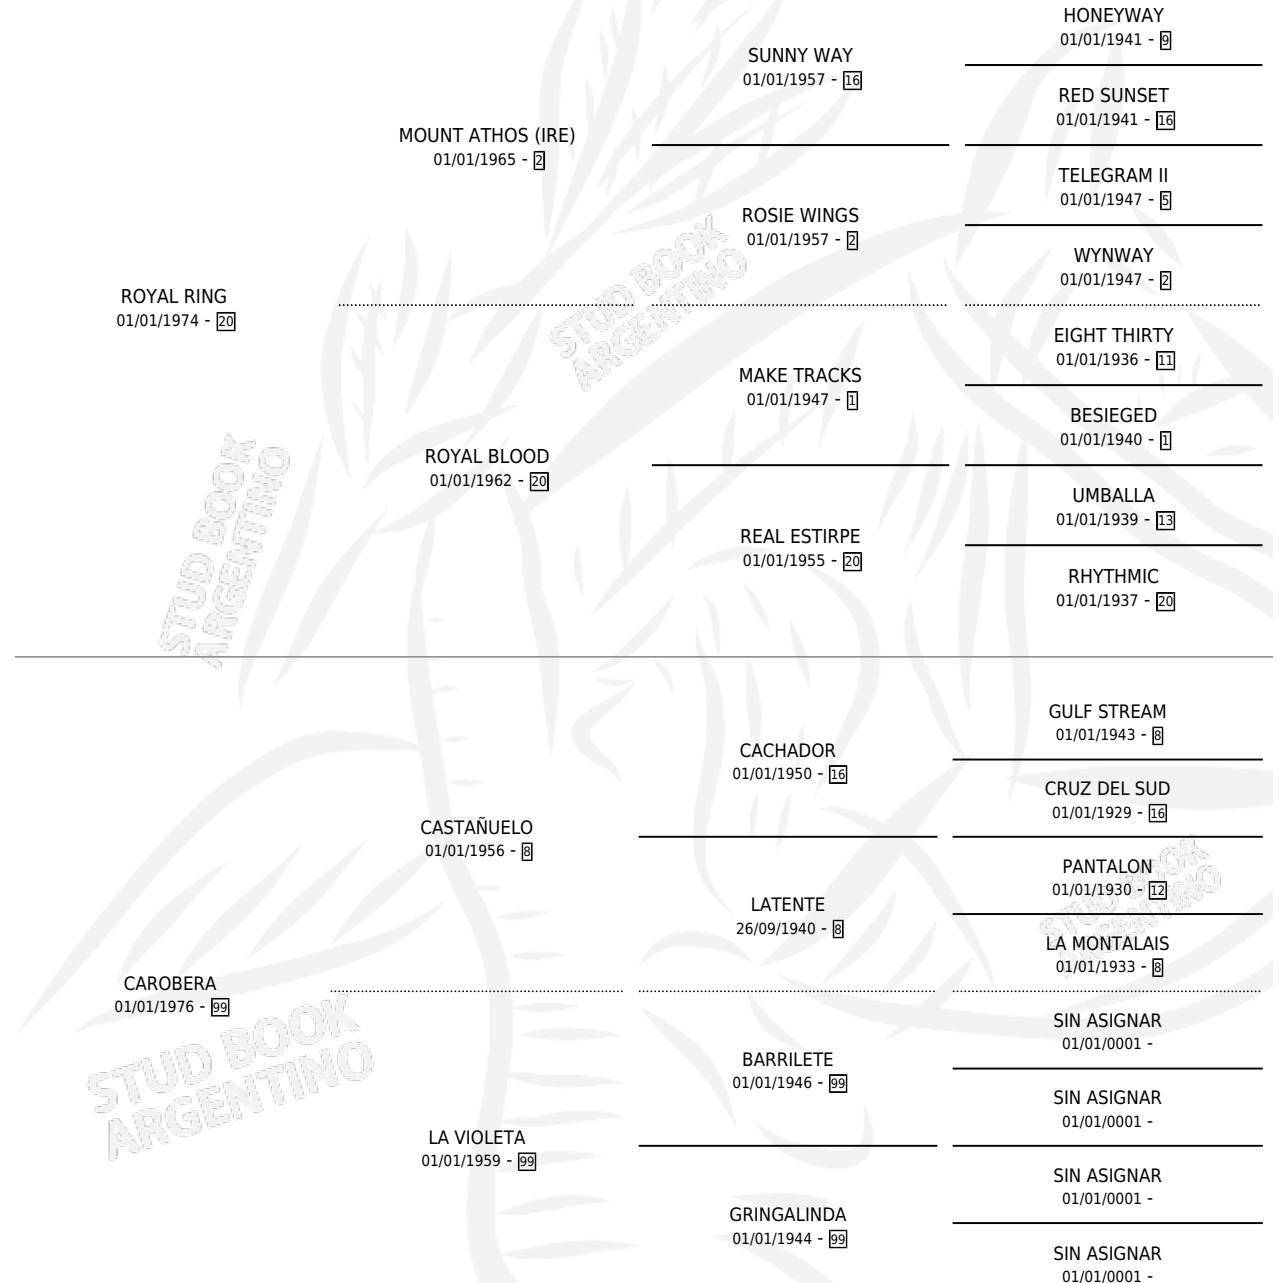 HONEYWAY
01/01/1941 - 9
SUNNY WAY
01/01/1957 - 16
RED SUNSET
01/01/1941 - 16
MOUNT ATHOS (IRE)
01/01/1965 - 2
TELEGRAM II
01/01/1947 - 5
ROSIE WINGS
01/01/1957 - 2
WYNWAY
01/01/1947 - 2
ROYAL RING
01/01/1974 - 20
EIGHT THIRTY
01/01/1936 - 11
MAKE TRACKS
01/01/1947 - 1
BESIEGED
01/01/1940 - 1
ROYAL BLOOD
01/01/1962 - 20
UMBALLA
01/01/1939 - 13
REAL ESTIRPE
01/01/1955 - 20
RHYTHMIC
01/01/1937 - 20
STUD BOOK
ARGENTINO
STUD BOOK
ARGENTINO
GULF STREAM
01/01/1943 - 8
CACHADOR
01/01/1950 - 16
CRUZ DEL SUD
01/01/1929 - 16
CASTAÑUELO
01/01/1956 - 8
PANTALON
01/01/1930 - 12
LATENTE
26/09/1940 - 8
LA MONTALAIS
01/01/1933 - 8
CAROBERA
01/01/1976 - 99
SIN ASIGNAR
01/01/0001 -
BARRILETE
01/01/1946 - 99
SIN ASIGNAR
01/01/0001 -
LA VIOLETA
01/01/1959 - 99
SIN ASIGNAR
01/01/0001 -
GRINGALINDA
01/01/1944 - 99
SIN ASIGNAR
01/01/0001 -
STUD BOOK
ARGENTINO
STUD BOOK
ARGENTINO